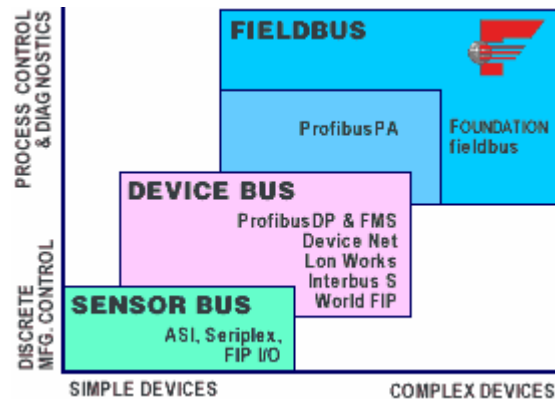 PROCESS CONTROL
& DIAGNOSTICS
DISCRETE
MFG. CONTROL
FIELDBUS
ProfibusPA
FOUNDATION
fieldbus
DEVICE BUS
ProfibusDP & FMS
Device Net
Lon Works
Interbus S
World FIP
SENSOR BUS
ASI, Seriplex,
FIP I/O
SIMPLE DEVICES
COMPLEX DEVICES